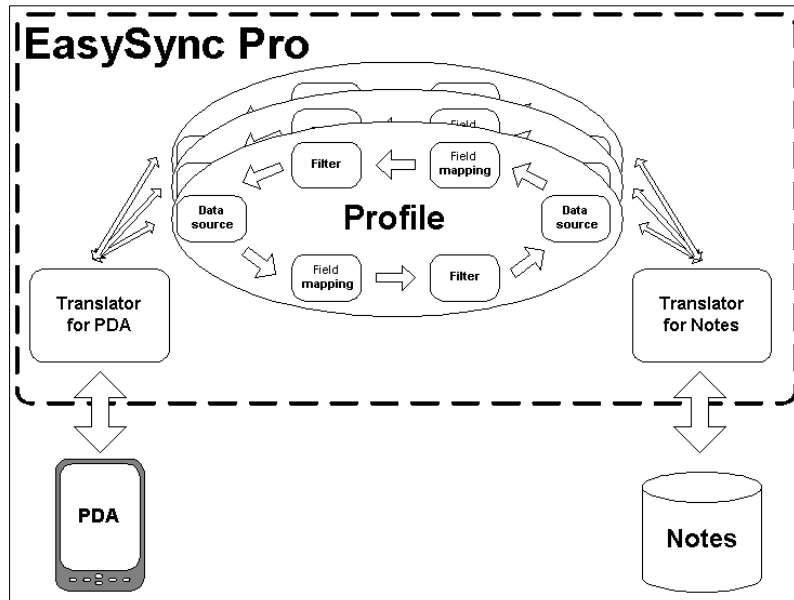 EasySync Pro
Field
Filter
Field
mapping
Data
source
Profile
Data
source
Field
mapping
Filter
Translator
for PDA
Translator
for Notes
PDA
Notes